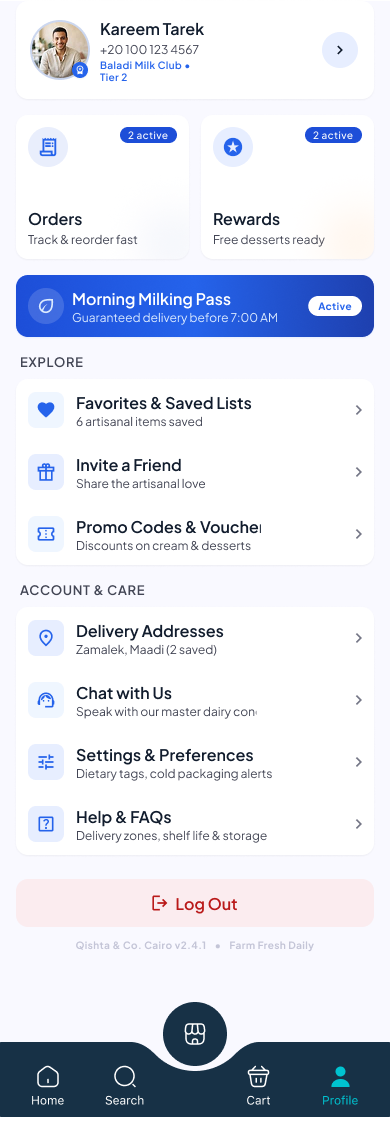 Kareem Tarek
+20 100 123 4567
Baladi Milk Club •
Tier 2
2 active
2 active
Orders
Track & reorder fast
Rewards
Free desserts ready
Morning Milking Pass
Guaranteed delivery before 7:00 AM
Active
EXPLORE
Favorites & Saved Lists
6 artisanal items saved
Invite a Friend
Share the artisanal love
Promo Codes &
Discounts on cream & desserts
ACCOUNT & CARE
Delivery Addresses
Zamalek, Maadi (2 saved)
Chat with Us
Speak with our master dairy
Settings & Preferences
Dietary tags, cold packaging alerts
Help & FAQs
Delivery zones, shelf life & storage
Log Out
Qishta & Co. Cairo v2.4.1 • Farm Fresh Daily
Home
Search
Cart
Profile